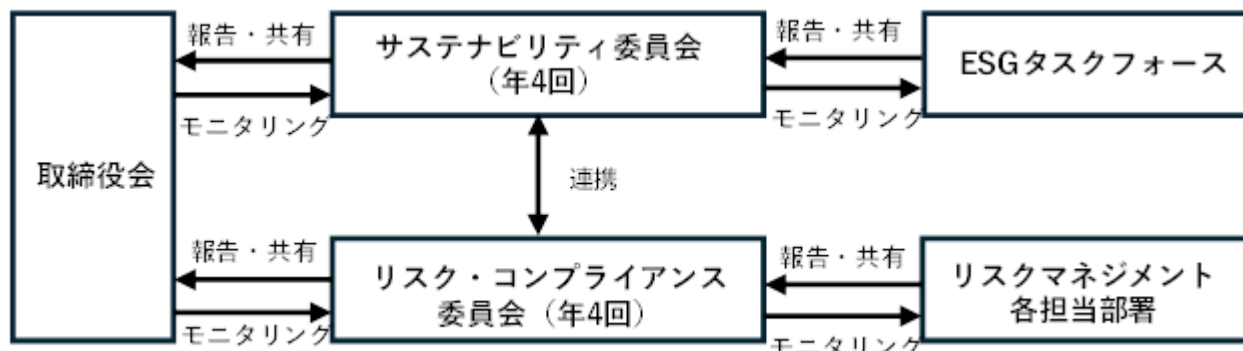 報告・共有
サステナビリティ委員会
(年4回)
報告・共有
ESGタスクフォース
モニタリング
モニタリング
取締役会
連携
報告・共有
リスク・コンプライアンス
委員会(年4回)
報告・共有
リスクマネジメント
各担当部署
モニタリング
モニタリング